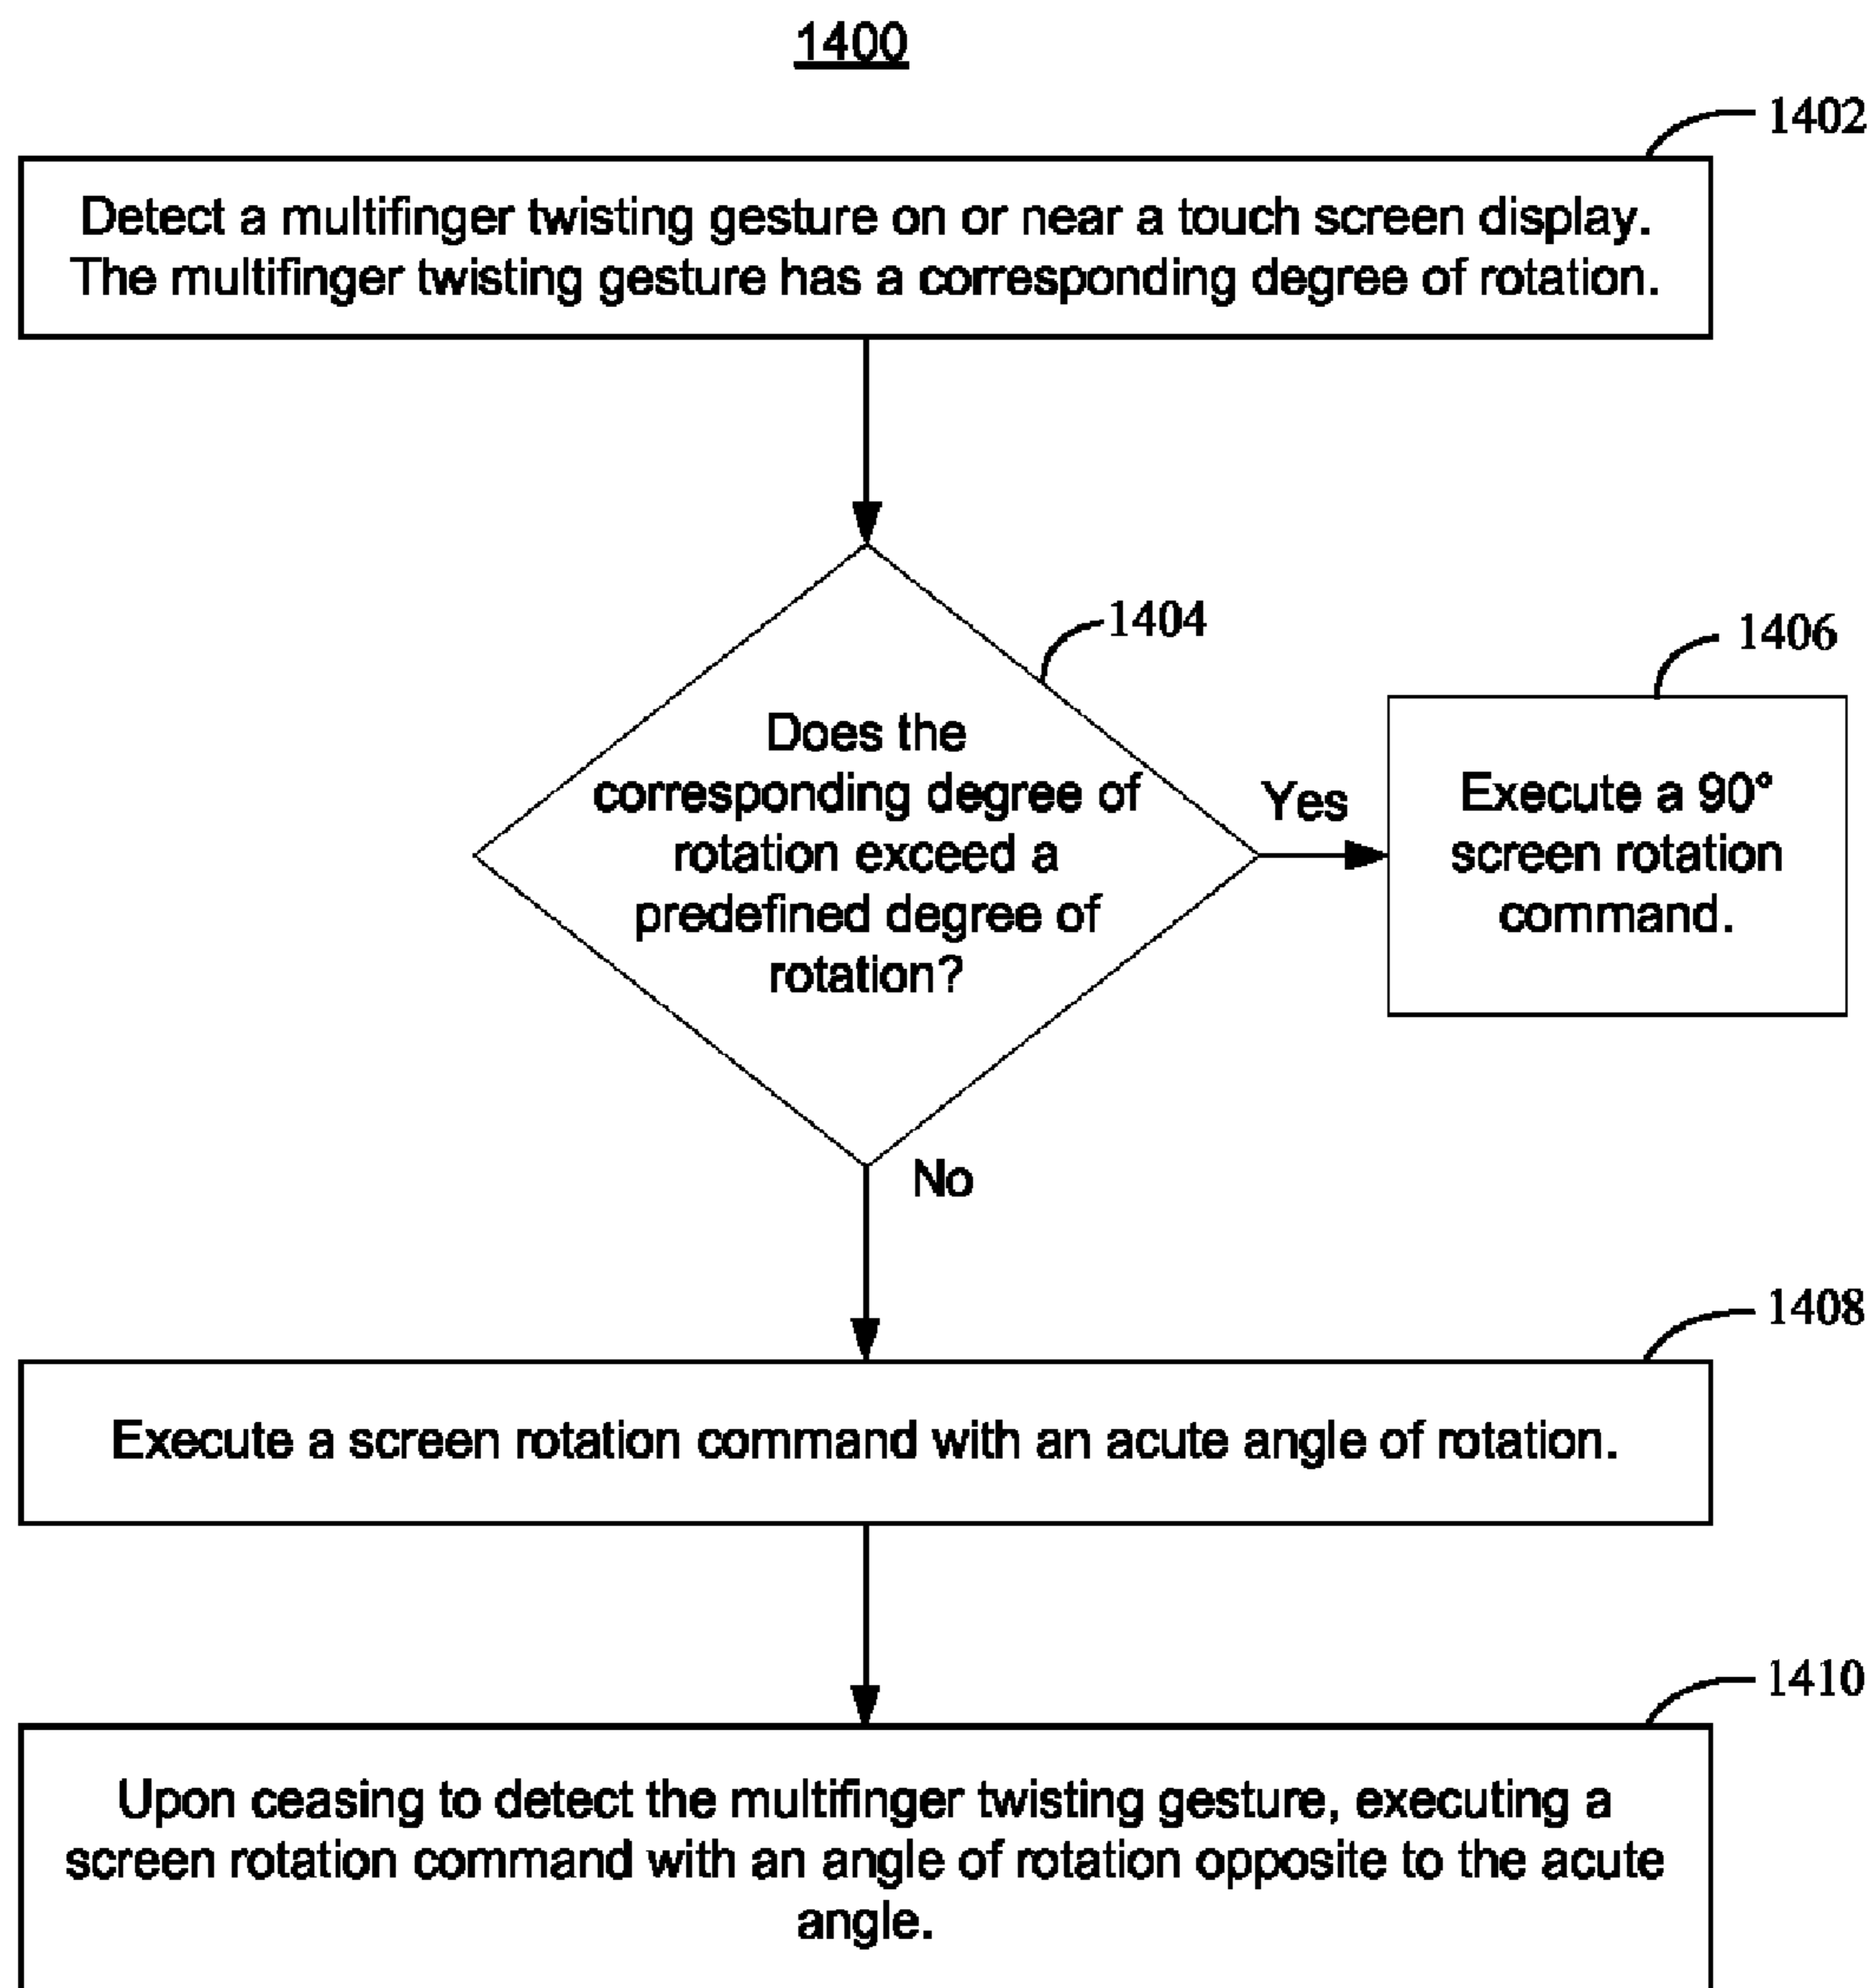 1400
1402
Detect a multifinger twisting gesture on or near a touch screen display.
The multifinger twisting gesture has a corresponding degree of rotation.
1404
Does the
corresponding degree of
rotation exceed a
predefined degree of
rotation?
Yes
1406
Execute a 90°
screen rotation
command.
No
1408
Execute a screen rotation command with an acute angle of rotation.
1410
Upon ceasing to detect the multifinger twisting gesture, executing a
screen rotation command with an angle of rotation opposite to the acute
angle.